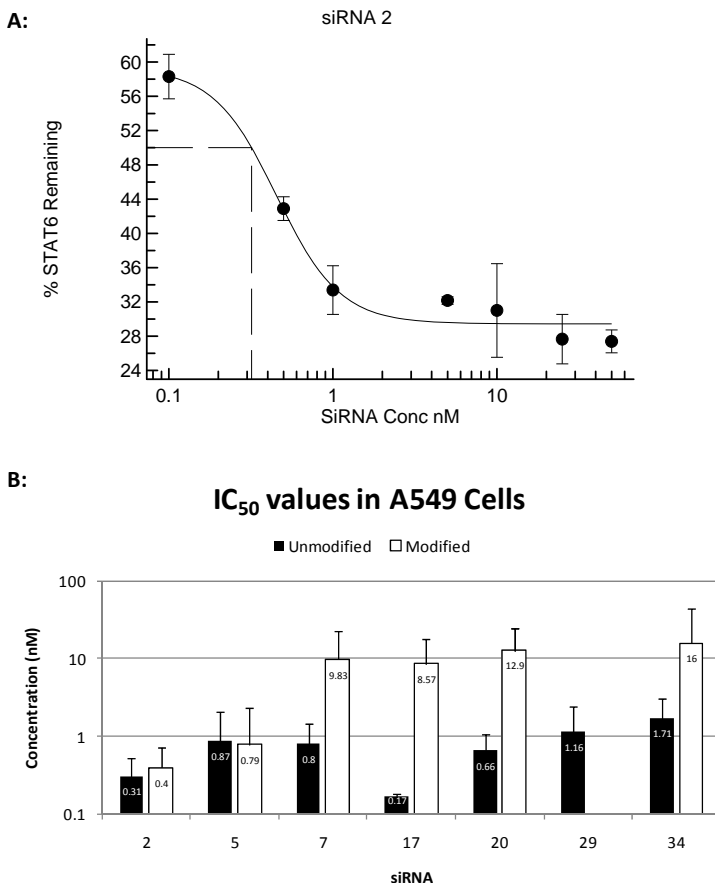 A:
siRNA 2
% STAT6 Remaining
60
56
52
48
44
40
36
32
28
24
0.1 1 10
SiRNA Conc nM
B:
IC50 values in A549 Cells
Unmodified Modified
Concentration (nM)
100
10
1
0.1
0.31 0.4 0.87 0.79 0.8 9.83 0.17 8.57 0.66 12.9 1.16 1.71 16
2 5 7 17 20 29 34
siRNA